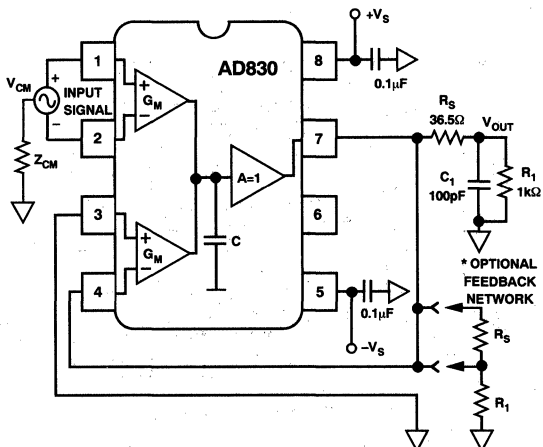 +VS
AD830
1
8
VCM
+
INPUT
SIGNAL
+
GM
−
0.1µF
RS
36.5Ω
VOUT
−
2
7
ZCM
A=1
C1
100pF
R1
1kΩ
3
6
+
GM
−
C
4
5
0.1µF
* OPTIONAL
FEEDBACK
NETWORK
RS
−VS
R1